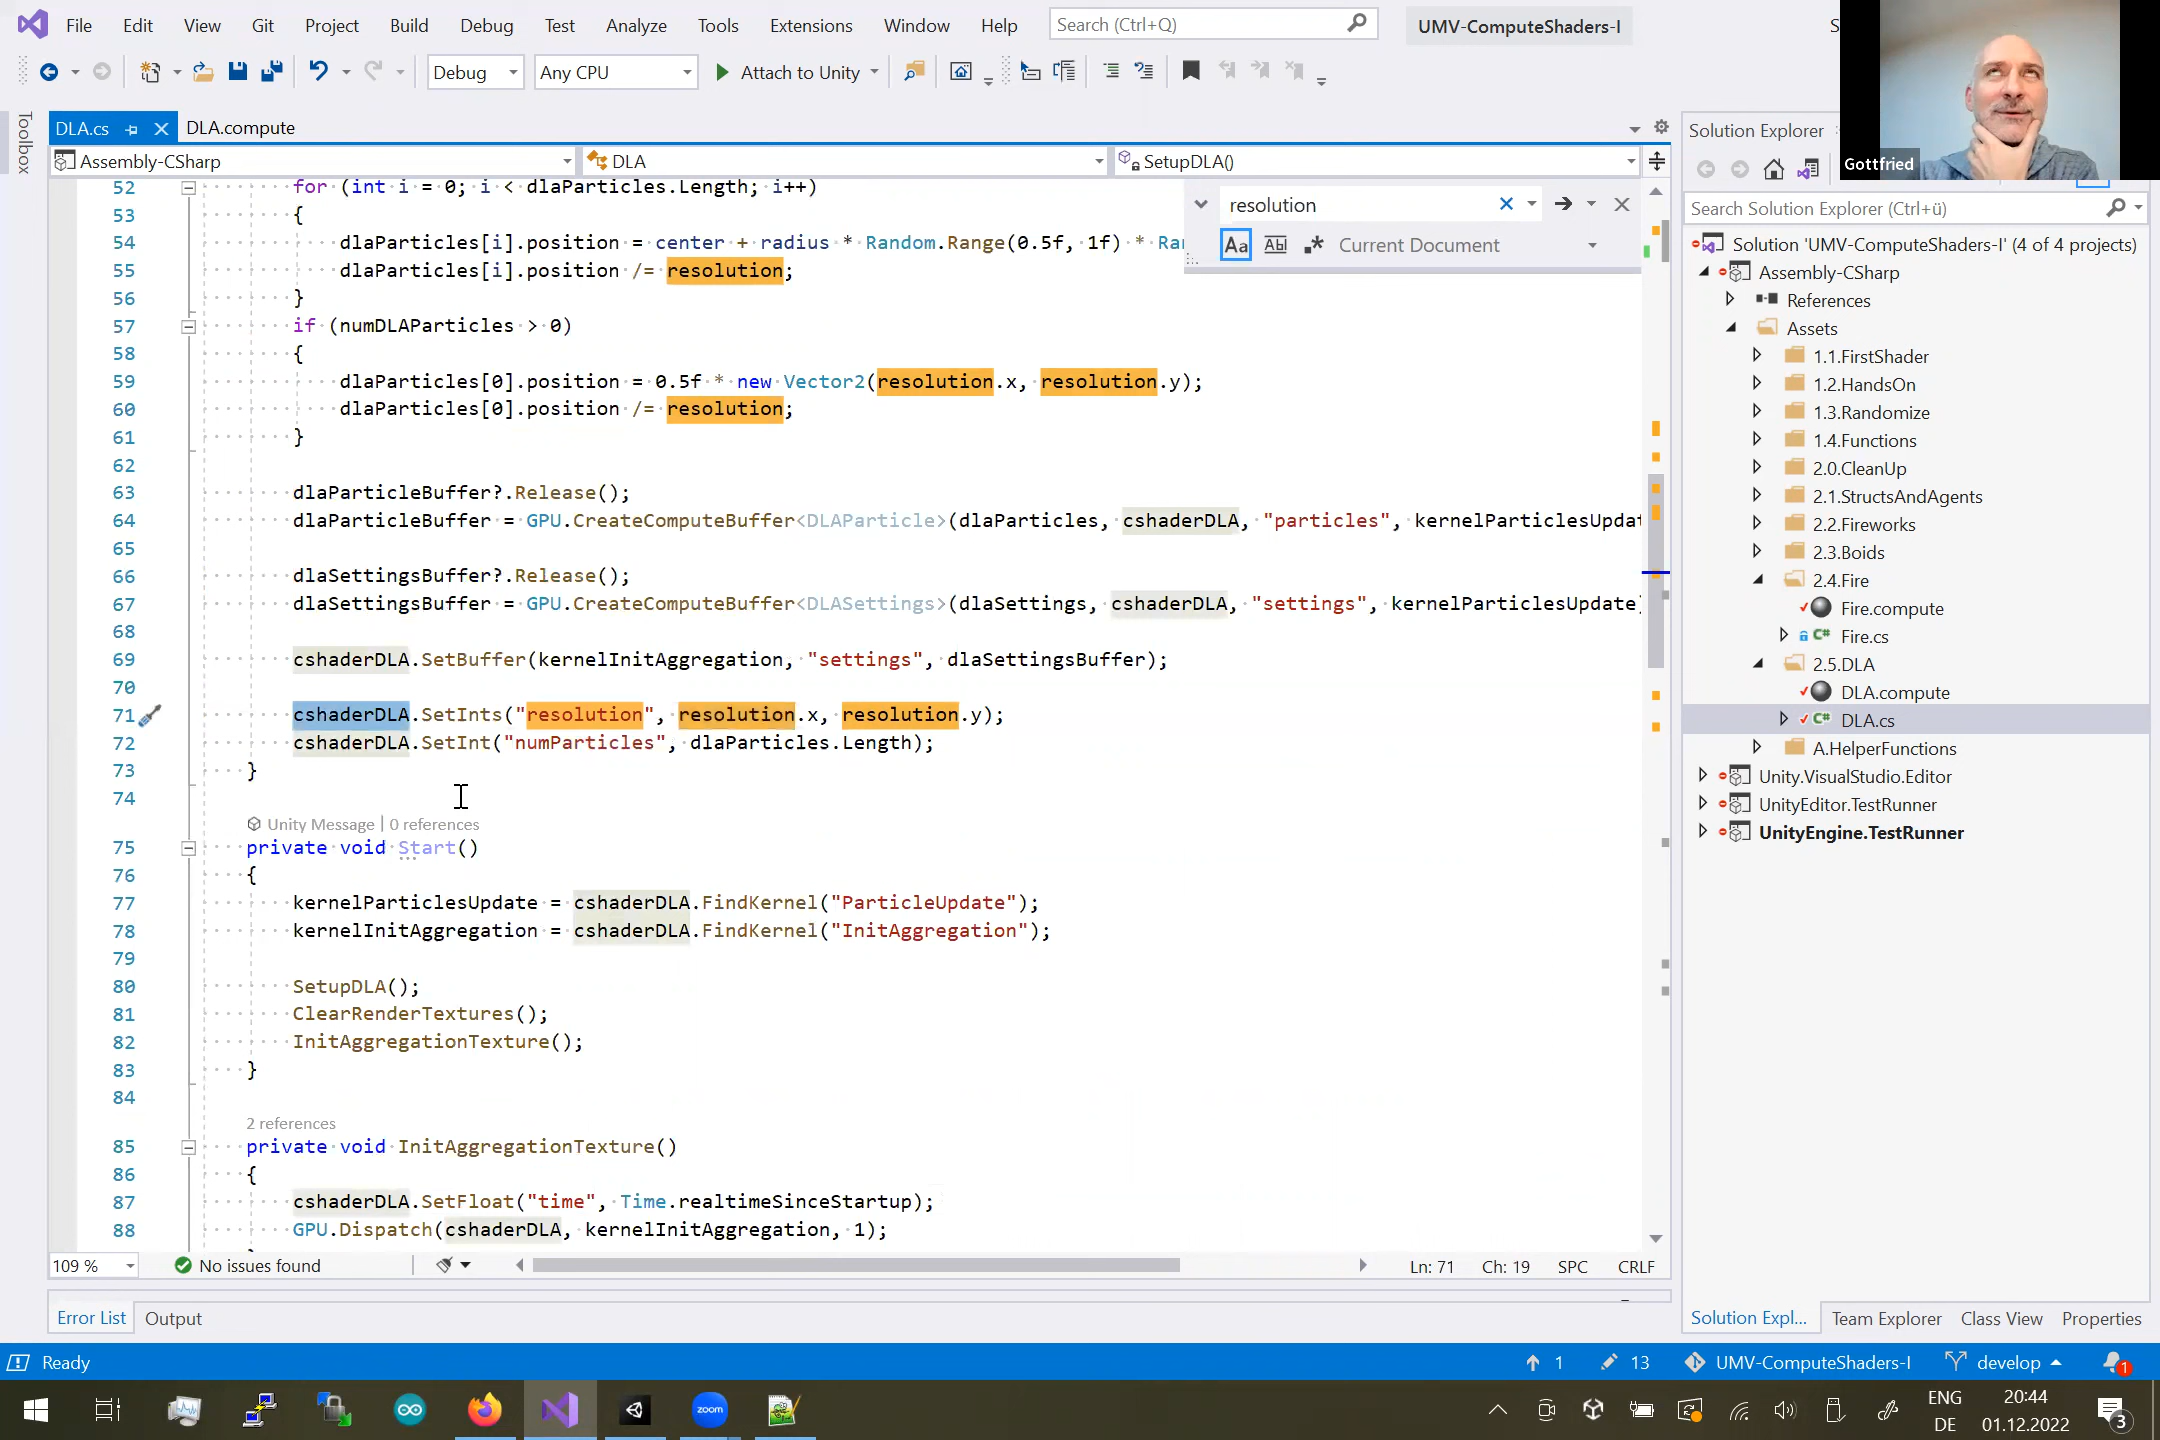 File Edit View Git Project Build Debug Test Analyze Tools Extensions Window Help Search (Ctrl+Q) UMV-ComputeShaders-I S
Debug Any CPU Attach to Unity
Gottfried
Toolbox
DLA.cs DLA.compute
Assembly-CSharp DLA SetupDLA()
resolution
Aa Abl .* Current Document
52 for (int i = 0; i < dlaParticles.Length; i++)
53 {
54 dlaParticles[i].position = center + radius * Random.Range(0.5f, 1f) * Ra
55 dlaParticles[i].position /= resolution;
56 }
57 if (numDLAParticles > 0)
58 {
59 dlaParticles[0].position = 0.5f * new Vector2(resolution.x, resolution.y);
60 dlaParticles[0].position /= resolution;
61 }
62
63 dlaParticleBuffer?.Release();
64 dlaParticleBuffer = GPU.CreateComputeBuffer<DLAParticle>(dlaParticles, cshaderDLA, "particles", kernelParticlesUpdat
65
66 dlaSettingsBuffer?.Release();
67 dlaSettingsBuffer = GPU.CreateComputeBuffer<DLASettings>(dlaSettings, cshaderDLA, "settings", kernelParticlesUpdate)
68
69 cshaderDLA.SetBuffer(kernelInitAggregation, "settings", dlaSettingsBuffer);
70
71 cshaderDLA.SetInts("resolution", resolution.x, resolution.y);
72 cshaderDLA.SetInt("numParticles", dlaParticles.Length);
73 }
74
Unity Message | 0 references
75 private void Start()
76 {
77 kernelParticlesUpdate = cshaderDLA.FindKernel("ParticleUpdate");
78 kernelInitAggregation = cshaderDLA.FindKernel("InitAggregation");
79
80 SetupDLA();
81 ClearRenderTextures();
82 InitAggregationTexture();
83 }
84
2 references
85 private void InitAggregationTexture()
86 {
87 cshaderDLA.SetFloat("time", Time.realtimeSinceStartup);
88 GPU.Dispatch(cshaderDLA, kernelInitAggregation, 1);
109 % No issues found Ln: 71 Ch: 19 SPC CRLF
Error List Output
Solution Explorer
Search Solution Explorer (Ctrl+ü)
Solution 'UMV-ComputeShaders-I' (4 of 4 projects)
Assembly-CSharp
References
Assets
1.1.FirstShader
1.2.HandsOn
1.3.Randomize
1.4.Functions
2.0.CleanUp
2.1.StructsAndAgents
2.2.Fireworks
2.3.Boids
2.4.Fire
Fire.compute
C# Fire.cs
2.5.DLA
DLA.compute
C# DLA.cs
A.HelperFunctions
Unity.VisualStudio.Editor
UnityEditor.TestRunner
UnityEngine.TestRunner
Solution Expl... Team Explorer Class View Properties
Ready 1 13 UMV-ComputeShaders-I develop 1
zoom ENG 20:44
DE 01.12.2022 3